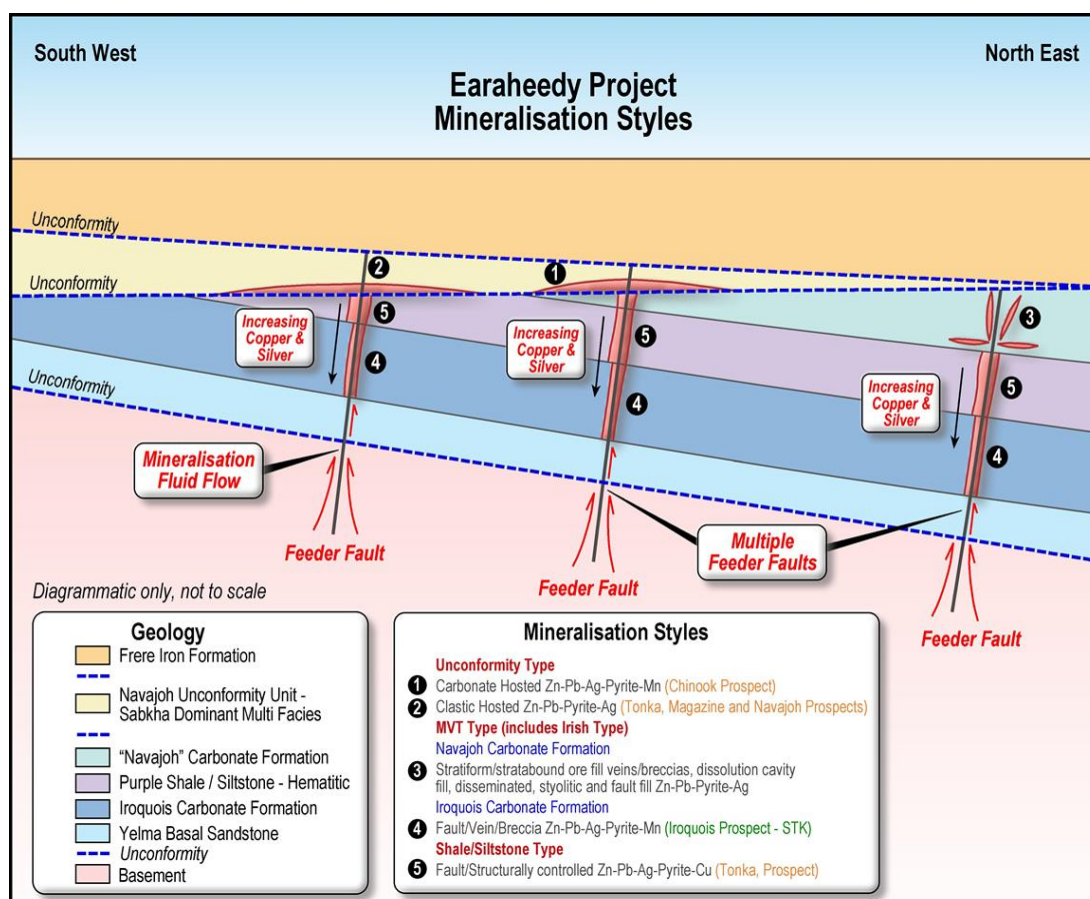 South West
North East
Earaheedy Project
Mineralisation Styles
Unconformity
Unconformity
Unconformity
2
1
3
5
4
5
4
5
4
Increasing
Copper &
Silver
Increasing
Copper &
Silver
Increasing
Copper &
Silver
Mineralisation
Fluid Flow
Multiple
Feeder Faults
Feeder Fault
Feeder Fault
Feeder Fault
Diagrammatic only, not to scale
Geology
Frere Iron Formation
Navajoh Unconformity Unit -
Sabkha Dominant Multi Facies
“Navajoh” Carbonate Formation
Purple Shale / Siltstone - Hematitic
Iroquois Carbonate Formation
Yelma Basal Sandstone
Unconformity
Basement
Mineralisation Styles
Unconformity Type
1 Carbonate Hosted Zn-Pb-Ag-Pyrite-Mn (Chinook Prospect)
2 Clastic Hosted Zn-Pb-Pyrite-Ag (Tonka, Magazine and Navajoh Prospects)
MVT Type (includes Irish Type)
Navajoh Carbonate Formation
3 Stratiform/stratabound ore fill veins/breccias, dissolution cavity
fill, disseminated, styolitic and fault fill Zn-Pb-Pyrite-Ag
Iroquois Carbonate Formation
4 Fault/Vein/Breccia Zn-Pb-Ag-Pyrite-Mn (Iroquois Prospect - STK)
Shale/Siltstone Type
5 Fault/Structurally controlled Zn-Pb-Ag-Pyrite-Cu (Tonka, Prospect)